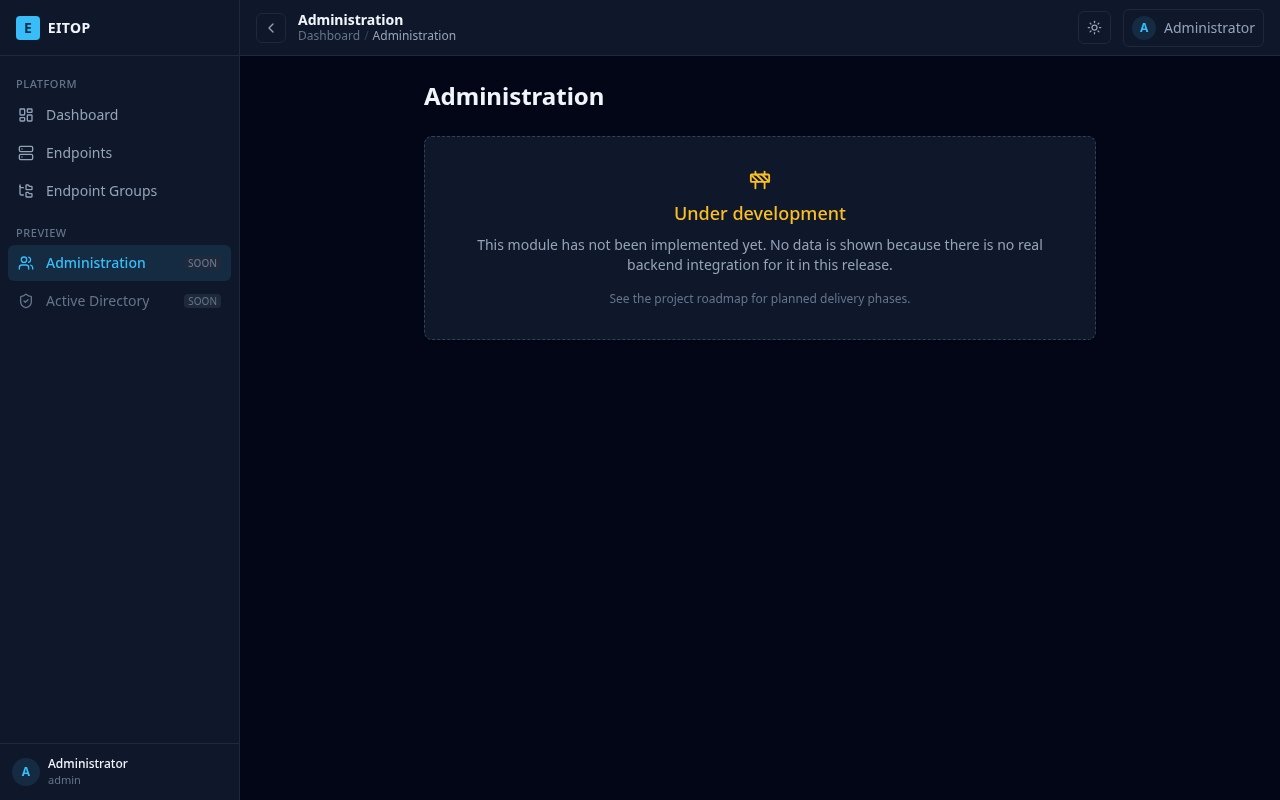 E EITOP
PLATFORM
Dashboard
Endpoints
Endpoint Groups
PREVIEW
Administration SOON
Active Directory SOON
A Administrator
admin
Administration
Dashboard / Administration
A Administrator
Administration
Under development
This module has not been implemented yet. No data is shown because there is no real
backend integration for it in this release.
See the project roadmap for planned delivery phases.